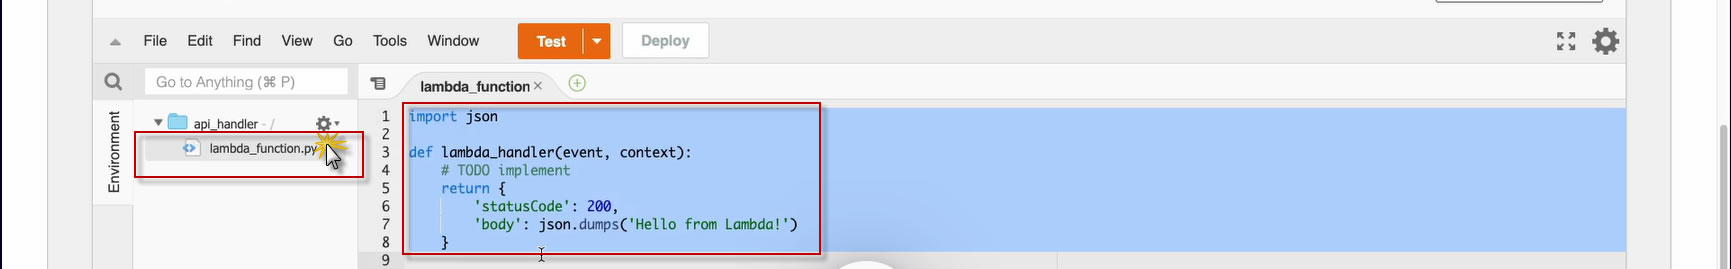 File Edit Find View Go Tools Window Test Deploy
Go to Anything (⌘ P)
lambda_function
Environment
api_handler - /
lambda_function.py
1 import json
2
3 def lambda_handler(event, context):
4     # TODO implement
5     return {
6         'statusCode': 200,
7         'body': json.dumps('Hello from Lambda!')
8     }
9